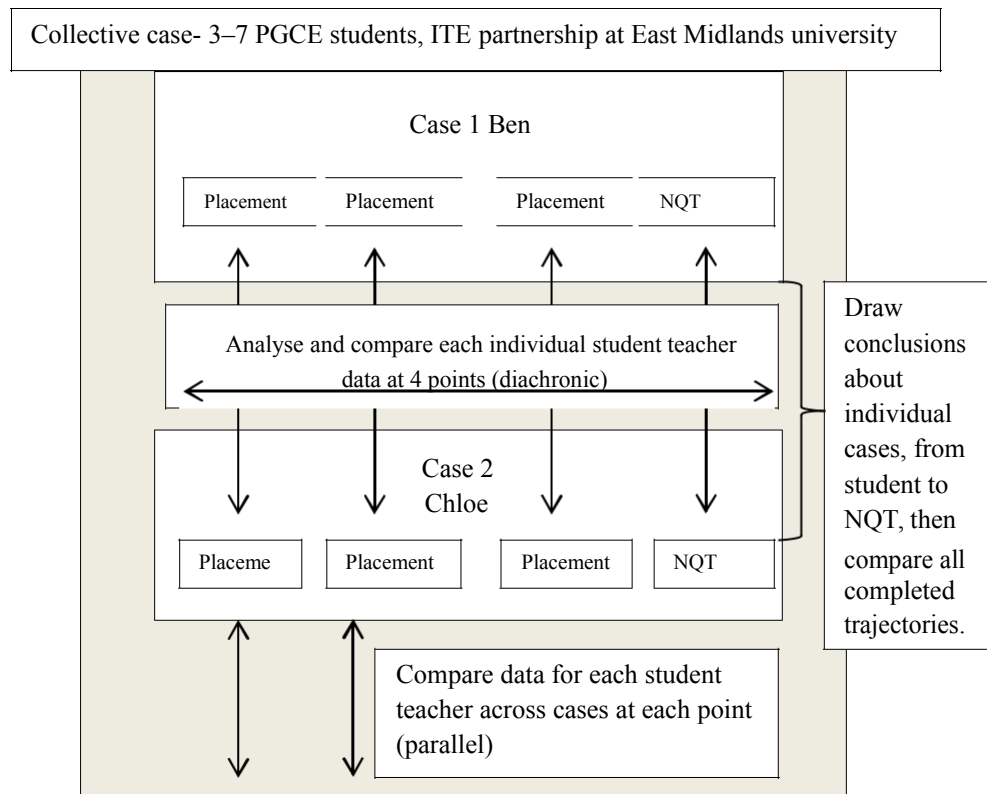 Collective case- 3–7 PGCE students, ITE partnership at East Midlands university
Case 1 Ben
Placement Placement Placement NQT
Analyse and compare each individual student teacher
data at 4 points (diachronic)
Case 2
Chloe
Placeme Placement Placement NQT
Draw
conclusions
about
individual
cases, from
student to
NQT, then
compare all
completed
trajectories.
Compare data for each student
teacher across cases at each point
(parallel)